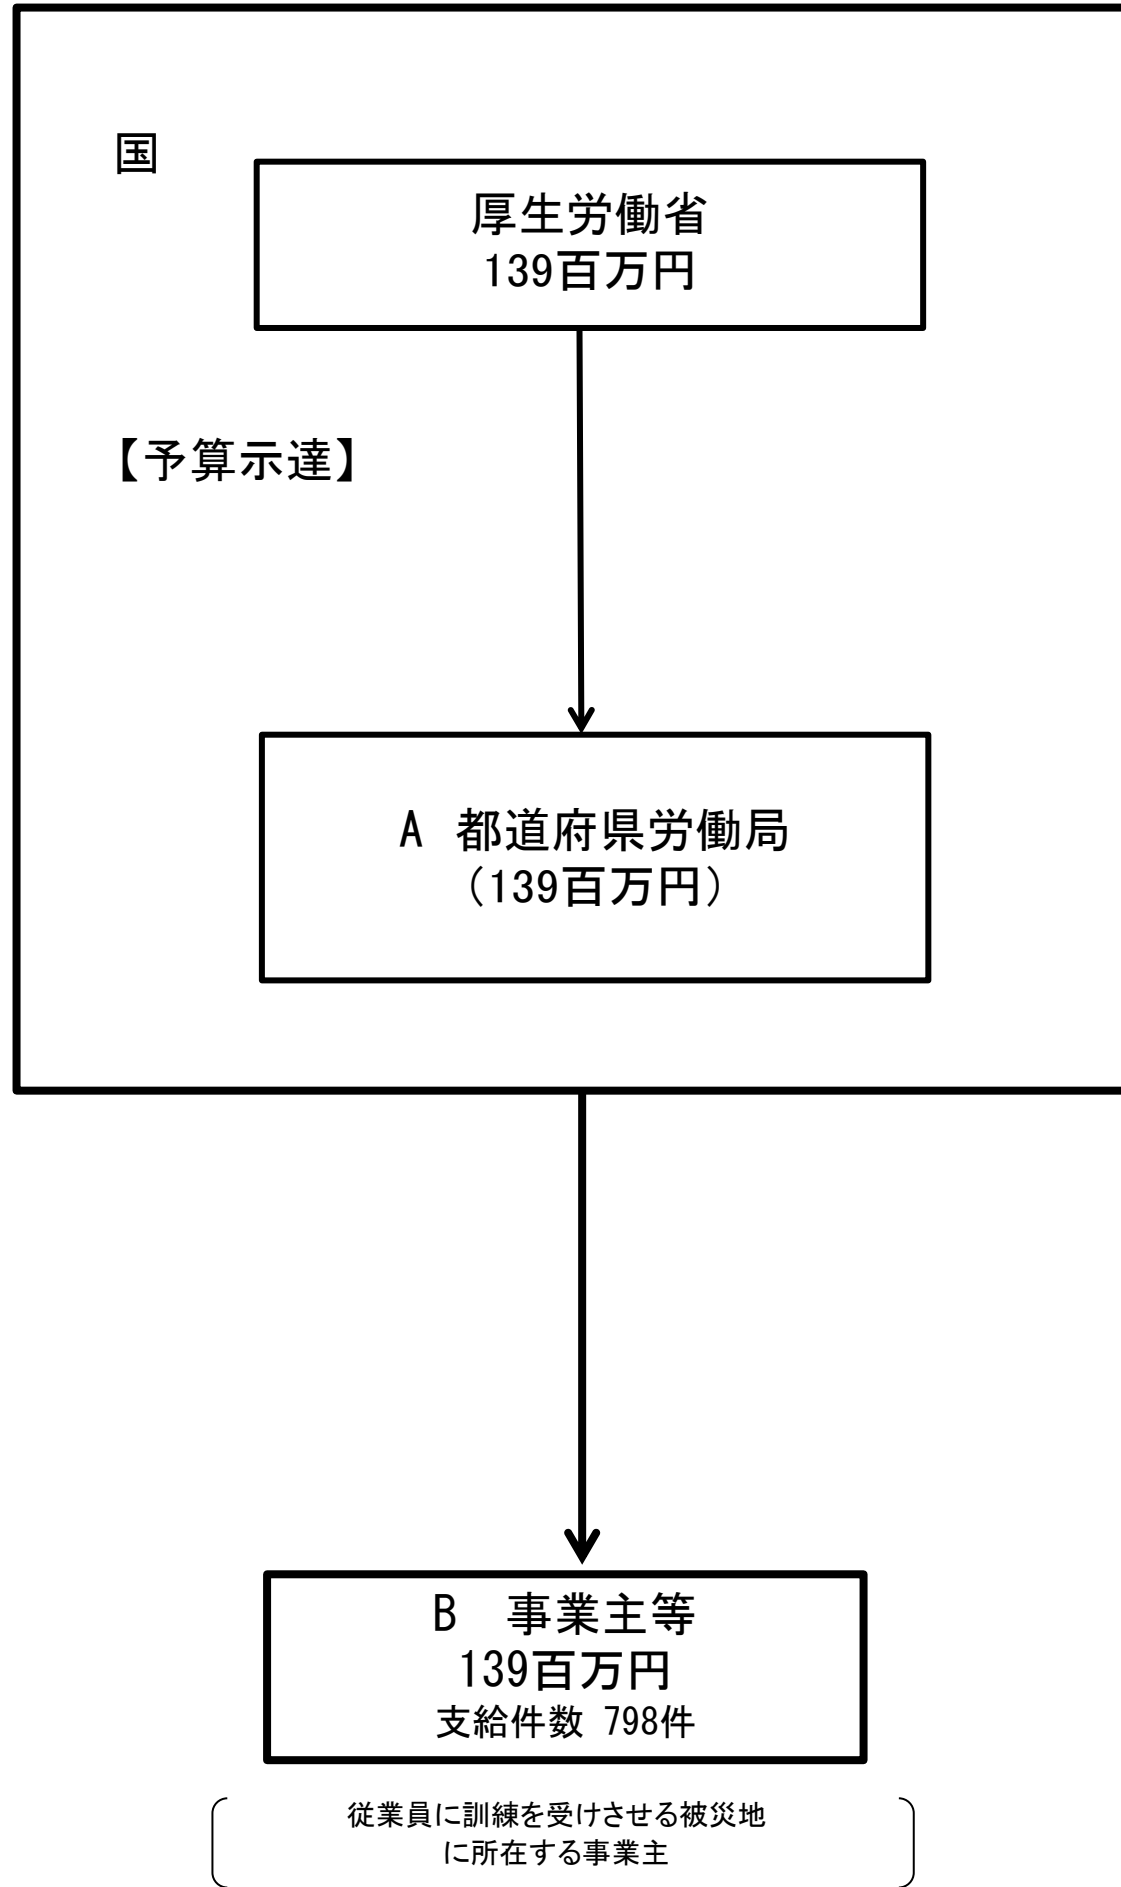 国
厚生労働省
139百万円
【予算示達】
A 都道府県労働局
（139百万円）
B 事業主等
139百万円
支給件数 798件
従業員に訓練を受けさせる被災地
に所在する事業主